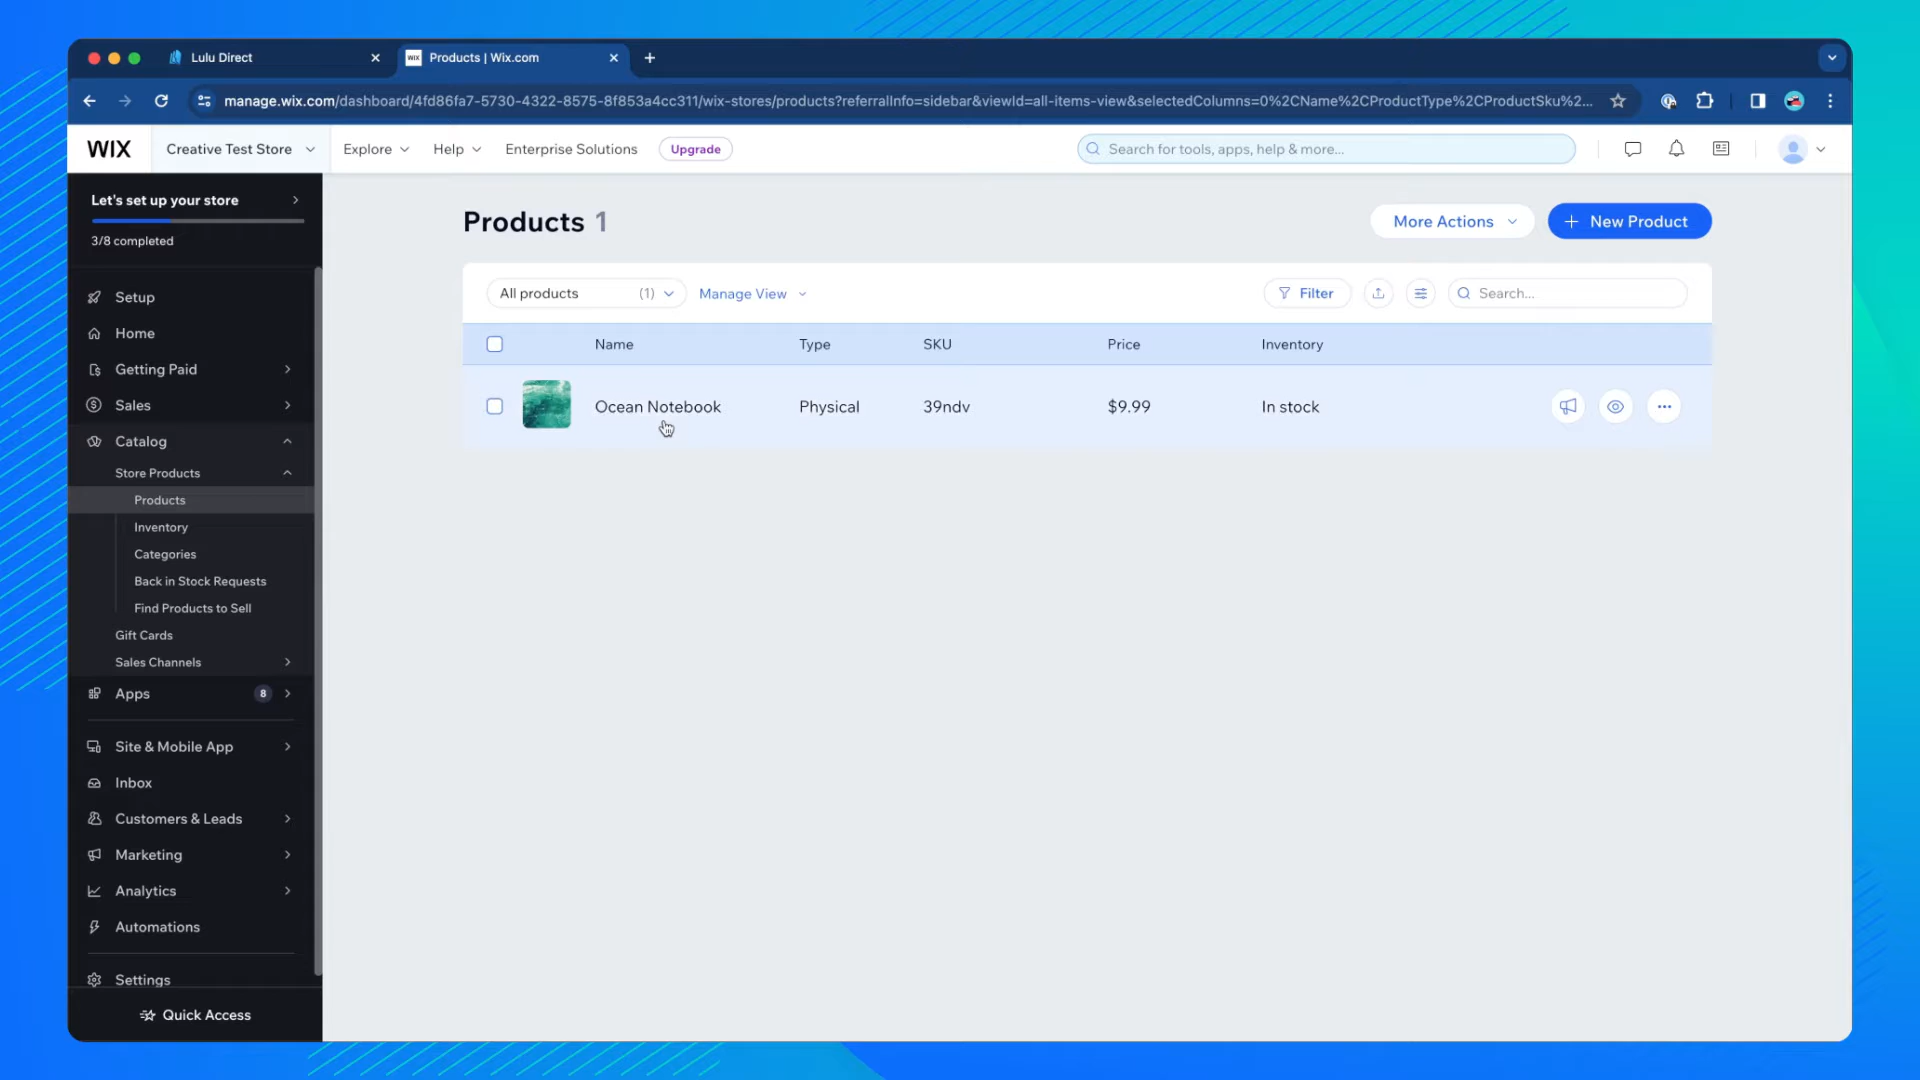 Lulu Direct
WIX Products | Wix.com
manage.wix.com/dashboard/4fd86fa7-5730-4322-8575-8f853a4cc311/wix-stores/products?referralInfo=sidebar&viewId=all-items-view&selectedColumns=0%2CName%2CProductType%2CProductSku%2...
WIX Creative Test Store Explore Help Enterprise Solutions Upgrade Search for tools, apps, help & more...
Let's set up your store
3/8 completed
Setup
Home
Getting Paid
Sales
Catalog
Store Products
Products
Inventory
Categories
Back in Stock Requests
Find Products to Sell
Gift Cards
Sales Channels
Apps 8
Site & Mobile App
Inbox
Customers & Leads
Marketing
Analytics
Automations
Settings
Quick Access
Products 1
More Actions + New Product
All products (1) Manage View Filter Search...
Name Type SKU Price Inventory
Ocean Notebook Physical 39ndv $9.99 In stock